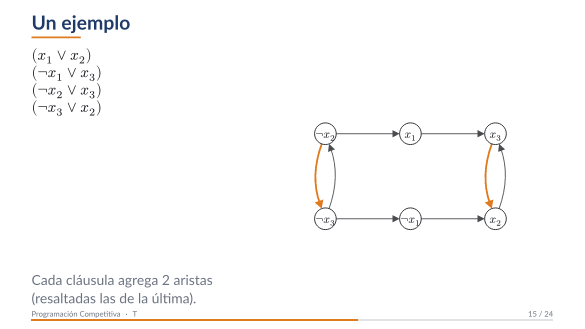 Un ejemplo
(x₁ ∨ x₂)
(¬x₁ ∨ x₃)
(¬x₂ ∨ x₃)
(¬x₃ ∨ x₂)
¬x₂ x₁ x₃
¬x₃ ¬x₁ x₂
Cada cláusula agrega 2 aristas
(resaltadas las de la última).
Programación Competitiva · T 15 / 24